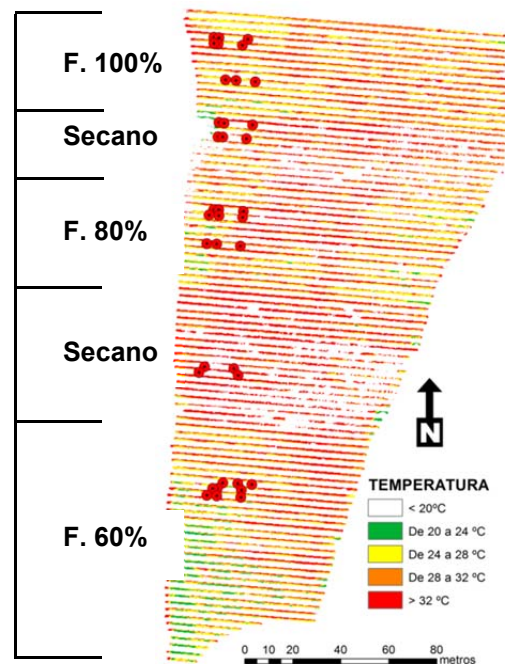 F. 100%
Secano
F. 80%
Secano
F. 60%
N
TEMPERATURA
< 20ºC
De 20 a 24 ºC
De 24 a 28 ºC
De 28 a 32 ºC
> 32 ºC
0 10 20 40 60 80
metros